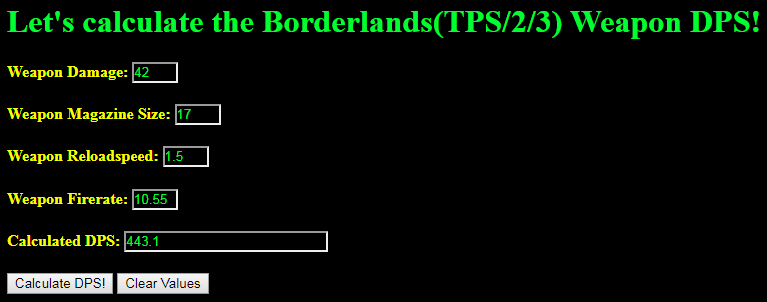 Let's calculate the Borderlands(TPS/2/3) Weapon DPS!
Weapon Damage: 42
Weapon Magazine Size: 17
Weapon Reloadspeed: 1.5
Weapon Firerate: 10.55
Calculated DPS: 443.1
Calculate DPS! Clear Values